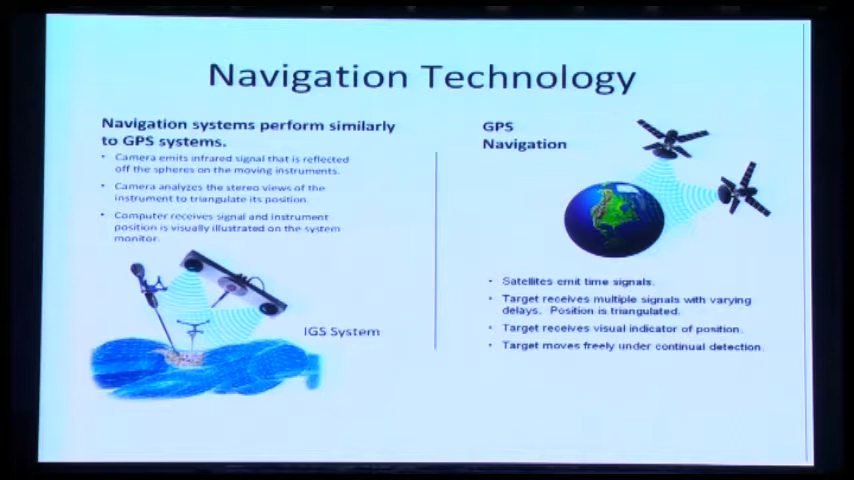 Navigation Technology
Navigation systems perform similarly
to GPS systems.
• Camera emits infrared signal that is reflected
off the spheres on the moving instruments.
• Camera analyzes the stereo views of the
instrument to triangulate its position.
• Computer receives signal and instrument
position is visually illustrated on the system
monitor.
IGS System
GPS
Navigation
• Satellites emit time signals.
• Target receives multiple signals with varying
delays. Position is triangulated.
• Target receives visual indicator of position.
• Target moves freely under continual detection.